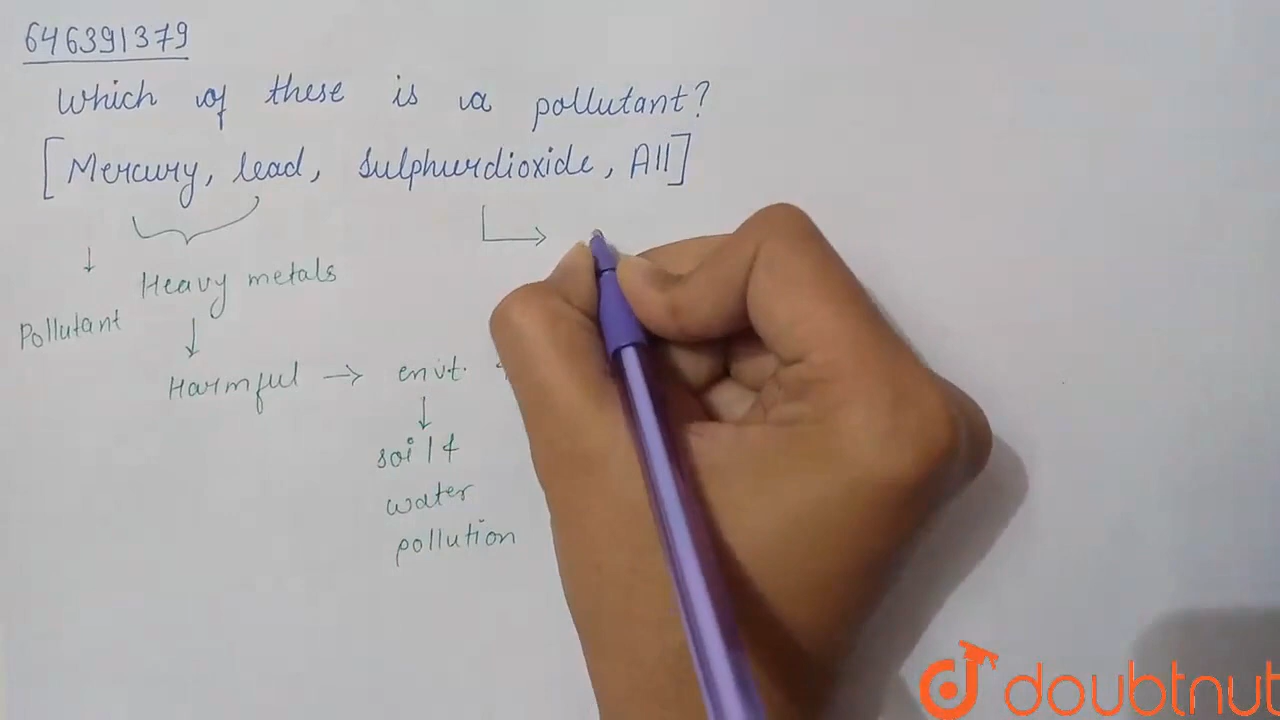 646391379
Which of these is a pollutant?
[Mercury, lead, Sulphurdioxide, All]
Heavy metals
Pollutant
Harmful → envt.
soil &
water
pollution
doubtnut